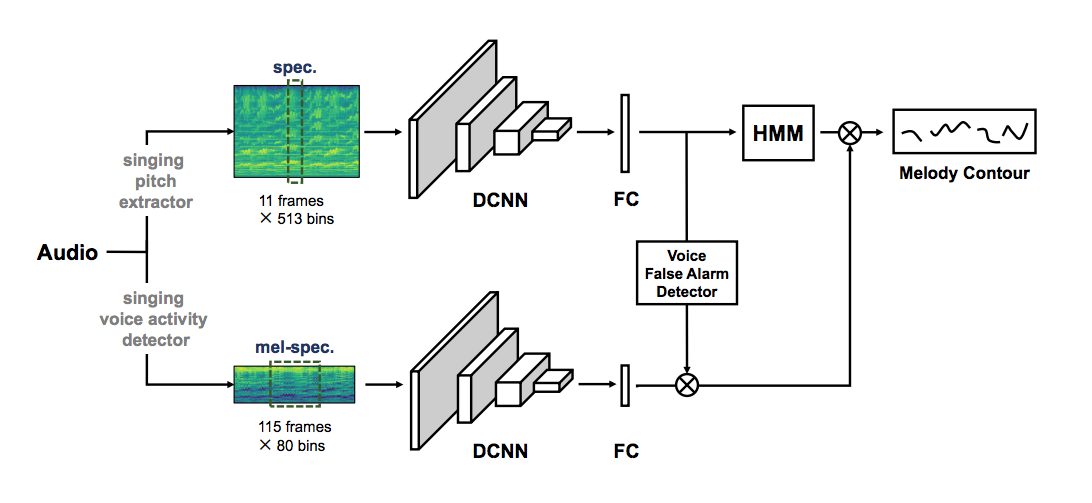 Audio
singing
pitch
extractor
spec.
11 frames
× 513 bins
DCNN
FC
HMM
Melody Contour
Voice
False Alarm
Detector
singing
voice activity
detector
mel-spec.
115 frames
× 80 bins
DCNN
FC